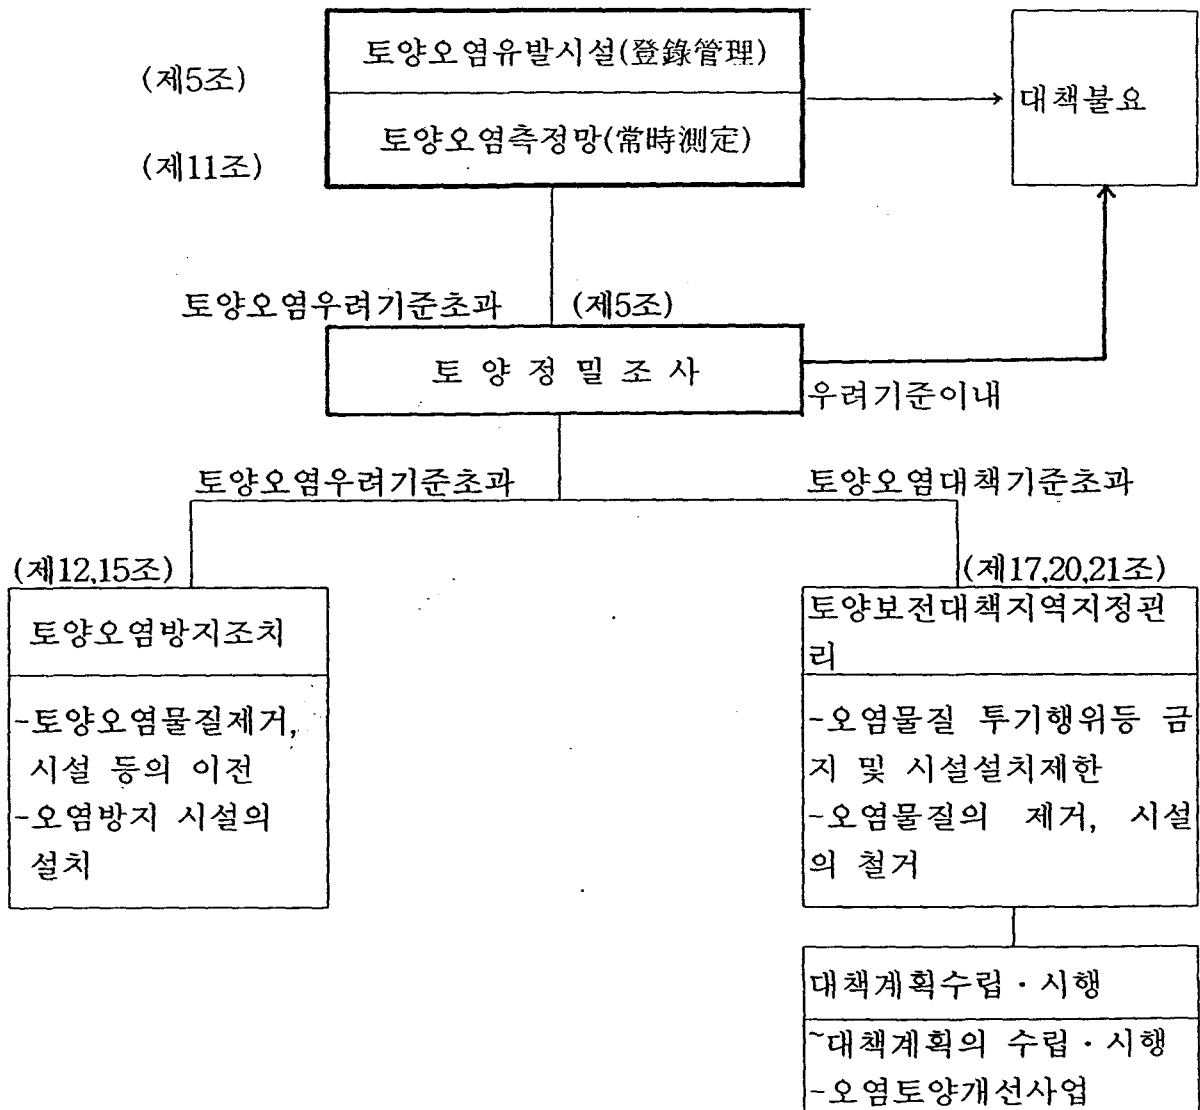 토양오염유발시설(登錄管理)
(제5조)
대책불요
토양오염측정망(常時測定)
(제11조)
토양오염우려기준초과 (제5조)
토 양 정 밀 조 사
우려기준이내
토양오염우려기준초과
토양오염대책기준초과
(제12,15조)
(제17,20,21조)
토양오염방지조치
-토양오염물질제거,
시설 등의 이전
-오염방지 시설의
설치
토양보전대책지역지정관
리
-오염물질 투기행위등 금
지 및 시설설치제한
-오염물질의 제거, 시설
의 철거
대책계획수립·시행
~대책계획의 수립·시행
-오염토양개선사업